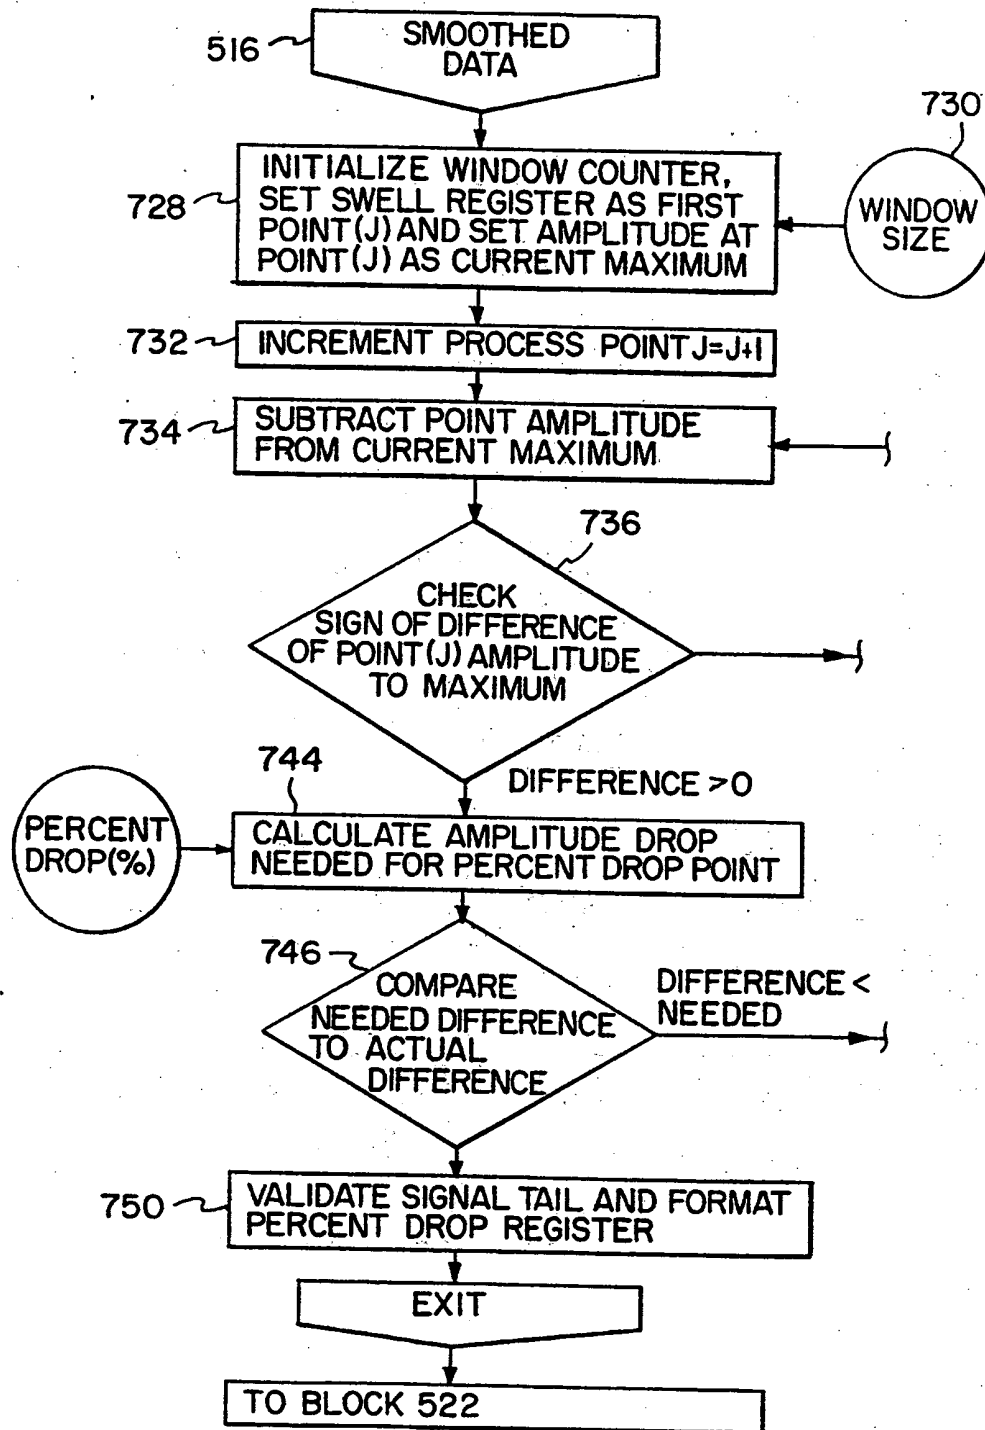 516
SMOOTHED
DATA
730
728
INITIALIZE WINDOW COUNTER,
SET SWELL REGISTER AS FIRST
POINT(J) AND SET AMPLITUDE AT
POINT(J) AS CURRENT MAXIMUM
WINDOW
SIZE
732
INCREMENT PROCESS POINT J=J+1
734
SUBTRACT POINT AMPLITUDE
FROM CURRENT MAXIMUM
736
CHECK
SIGN OF DIFFERENCE
OF POINT(J) AMPLITUDE
TO MAXIMUM
744
DIFFERENCE >0
PERCENT
DROP(%)
CALCULATE AMPLITUDE DROP
NEEDED FOR PERCENT DROP POINT
746
COMPARE
NEEDED DIFFERENCE
TO ACTUAL
DIFFERENCE
DIFFERENCE <
NEEDED
750
VALIDATE SIGNAL TAIL AND FORMAT
PERCENT DROP REGISTER
EXIT
TO BLOCK 522